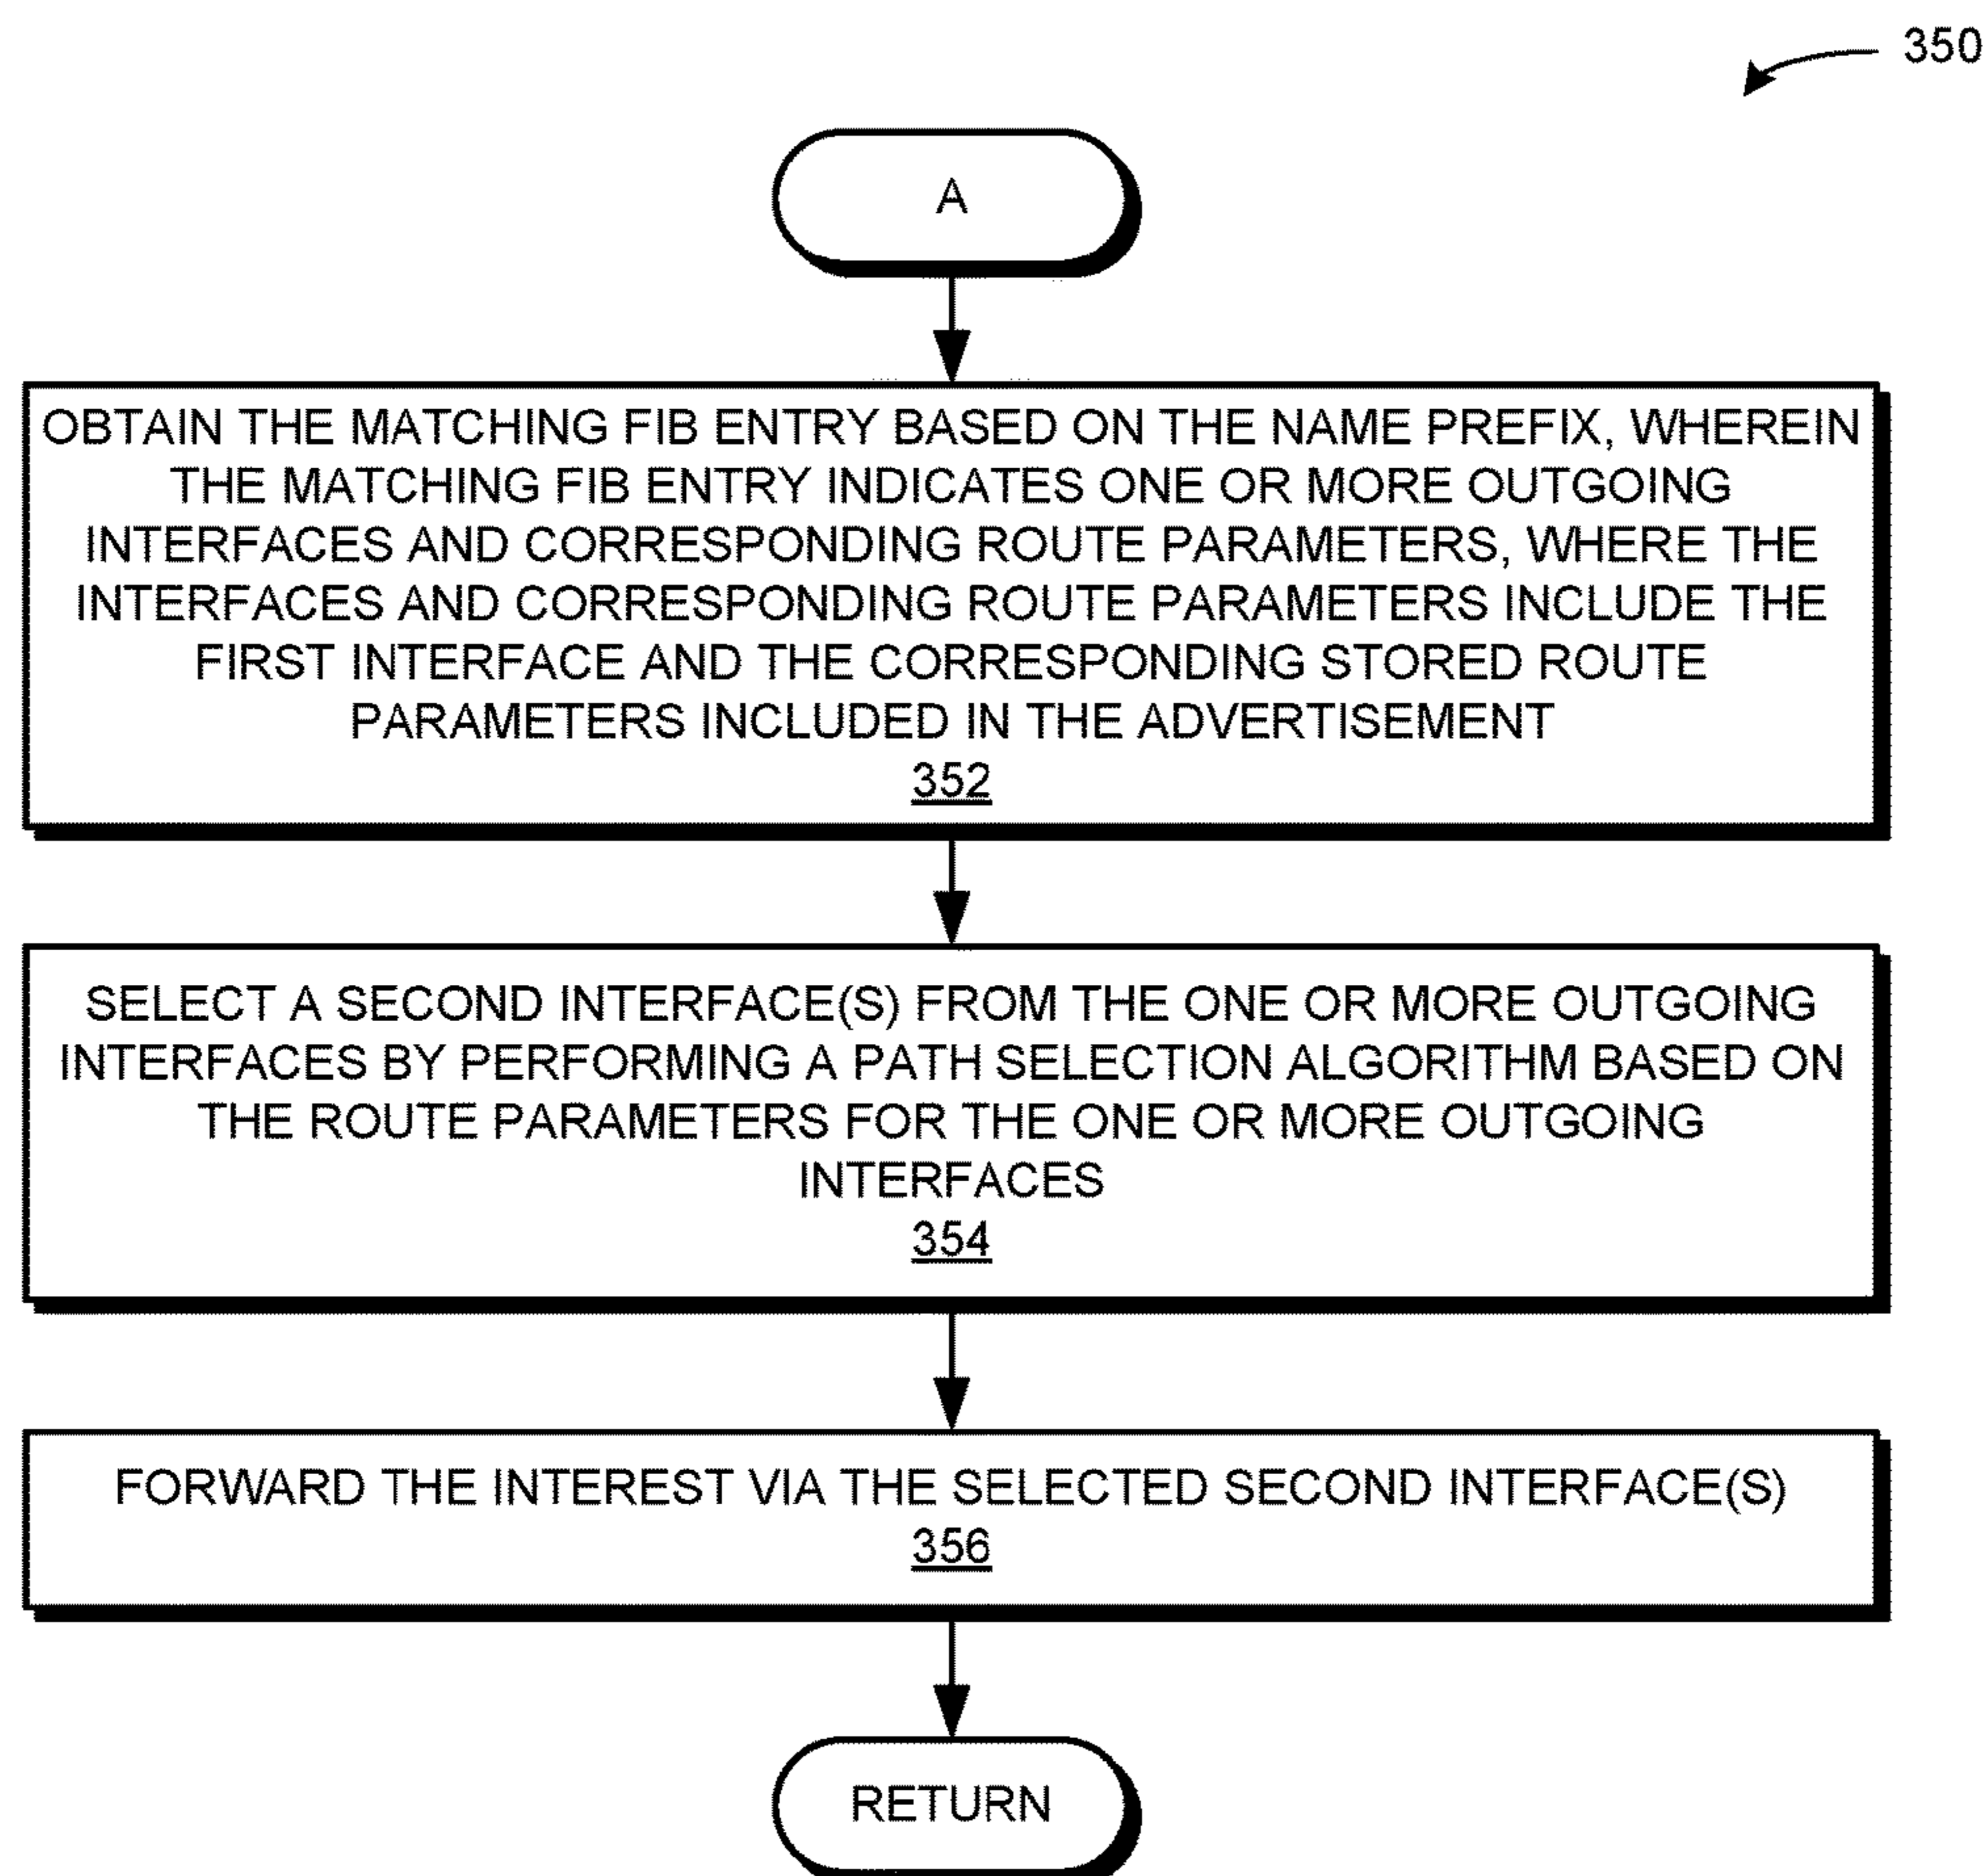 350
A
OBTAIN THE MATCHING FIB ENTRY BASED ON THE NAME PREFIX, WHEREIN
THE MATCHING FIB ENTRY INDICATES ONE OR MORE OUTGOING
INTERFACES AND CORRESPONDING ROUTE PARAMETERS, WHERE THE
INTERFACES AND CORRESPONDING ROUTE PARAMETERS INCLUDE THE
FIRST INTERFACE AND THE CORRESPONDING STORED ROUTE
PARAMETERS INCLUDED IN THE ADVERTISEMENT
352
SELECT A SECOND INTERFACE(S) FROM THE ONE OR MORE OUTGOING
INTERFACES BY PERFORMING A PATH SELECTION ALGORITHM BASED ON
THE ROUTE PARAMETERS FOR THE ONE OR MORE OUTGOING
INTERFACES
354
FORWARD THE INTEREST VIA THE SELECTED SECOND INTERFACE(S)
356
RETURN